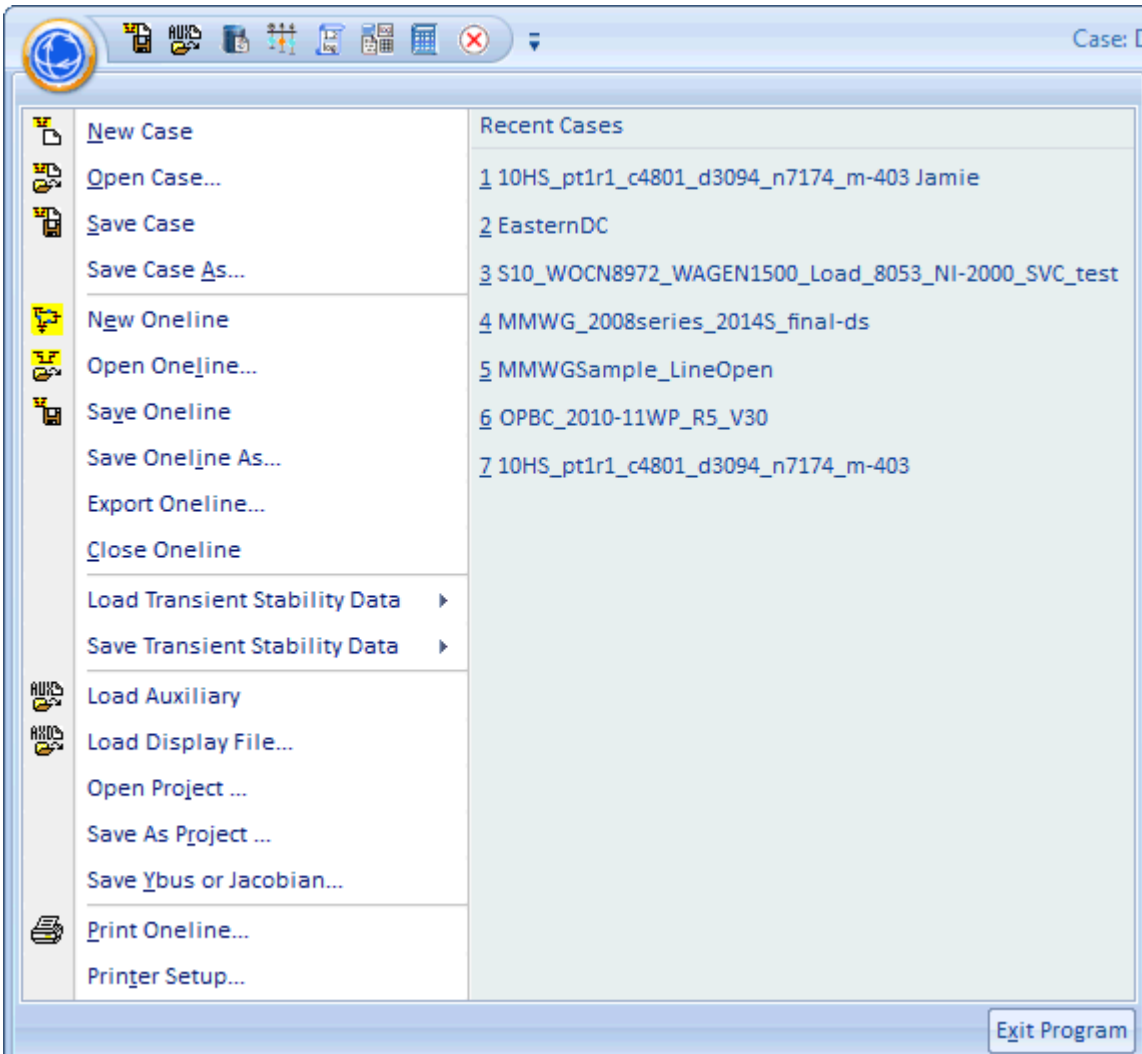 Case: D
New Case
Open Case...
Save Case
Save Case As...
New Oneline
Open Oneline...
Save Oneline
Save Oneline As...
Export Oneline...
Close Oneline
Load Transient Stability Data
Save Transient Stability Data
Load Auxiliary
Load Display File...
Open Project ...
Save As Project ...
Save Ybus or Jacobian...
Print Oneline...
Printer Setup...
Recent Cases
1 10HS_pt1r1_c4801_d3094_n7174_m-403 Jamie
2 EasternDC
3 S10_WOCN8972_WAGEN1500_Load_8053_NI-2000_SVC_test
4 MMWG_2008series_2014S_final-ds
5 MMWGSample_LineOpen
6 OPBC_2010-11WP_R5_V30
7 10HS_pt1r1_c4801_d3094_n7174_m-403
Exit Program